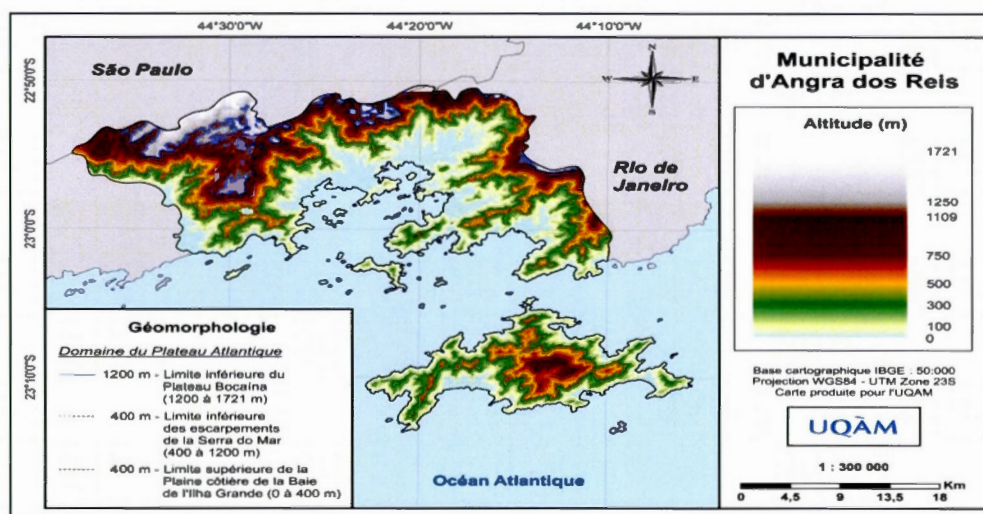 44°30'0"W
44°20'0"W
44°10'0"W
22°50'0"S
23°0'0"S
23°10'0"S
São Paulo
N
W
E
S
Rio de
Janeiro
Océan Atlantique
Géomorphologie
Domaine du Plateau Atlantique
1200 m - Limite inférieure du
Plateau Bocaina
(1200 à 1721 m)
400 m - Limite inférieure
des escarpements
de la Serra do Mar
(400 à 1200 m)
400 m - Limite supérieure de la
Plaine côtière de la Baie
de l'Ilha Grande (0 à 400 m)
Municipalité
d'Angra dos Reis
Altitude (m)
1721
1250
1109
750
500
300
100
0
Base cartographique IBGE : 50:000
Projection WGS84 - UTM Zone 23S
Carte produite pour l'UQAM
UQÀM
1 : 300 000
Km
0 4,5 9 13,5 18